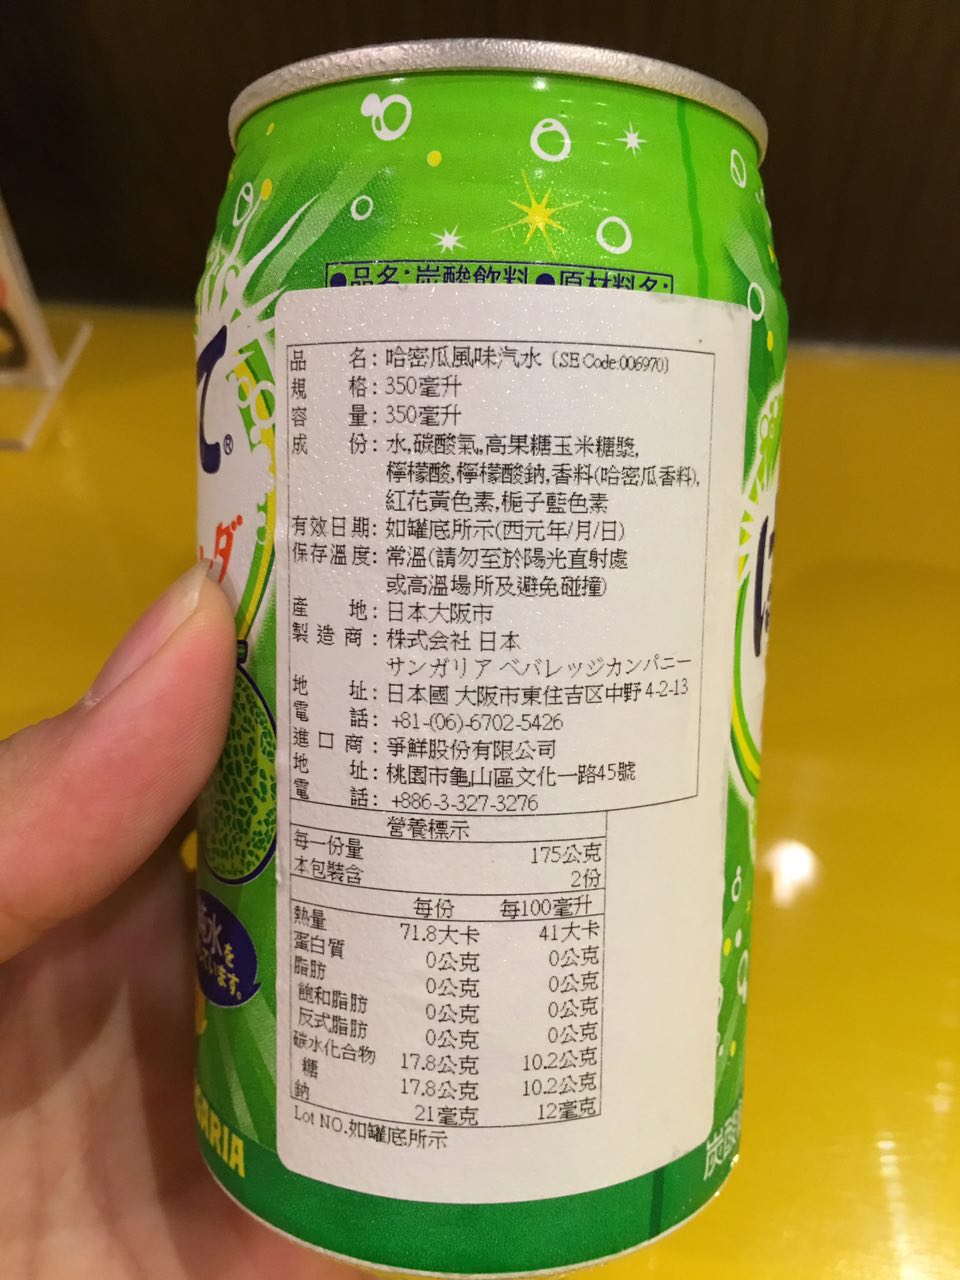 ●品名:炭酸飲料●原材料名:
品名:哈密瓜風味汽水 (SE Code:006970)
規格:350毫升
容量:350毫升
成份:水,碳酸氣,高果糖玉米糖漿,
檸檬酸,檸檬酸鈉,香料(哈密瓜香料),
紅花黃色素,梔子藍色素
有效日期:如罐底所示(西元年/月/日)
保存溫度:常溫(請勿至於陽光直射處
或高溫場所及避免碰撞)
產地:日本大阪市
製造商:株式会社 日本
サンガリア ベバレッジカンパニー
地址:日本國 大阪市東住吉区中野 4-2-13
電話:+81-(06)-6702-5426
進口商:爭鮮股份有限公司
地址:桃園市龜山區文化一路45號
電話:+886-3-327-3276
營養標示
每一份量 175公克
本包裝含 2份
每份 每100毫升
熱量 71.8大卡 41大卡
蛋白質 0公克 0公克
脂肪 0公克 0公克
飽和脂肪 0公克 0公克
反式脂肪 0公克 0公克
碳水化合物 17.8公克 10.2公克
糖 17.8公克 10.2公克
鈉 21毫克 12毫克
Lot NO.如罐底所示
て®
ダ
水を
ています。
GARIA
炭酸